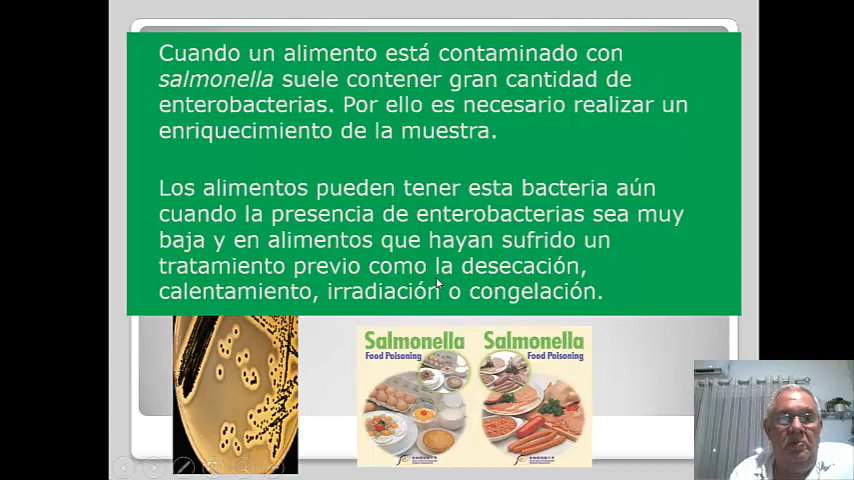 Cuando un alimento está contaminado con
salmonella suele contener gran cantidad de
enterobacterias. Por ello es necesario realizar un
enriquecimiento de la muestra.
Los alimentos pueden tener esta bacteria aún
cuando la presencia de enterobacterias sea muy
baja y en alimentos que hayan sufrido un
tratamiento previo como la desecación,
calentamiento, irradiación o congelación.
Salmonella
Food Poisoning
Salmonella
Food Poisoning